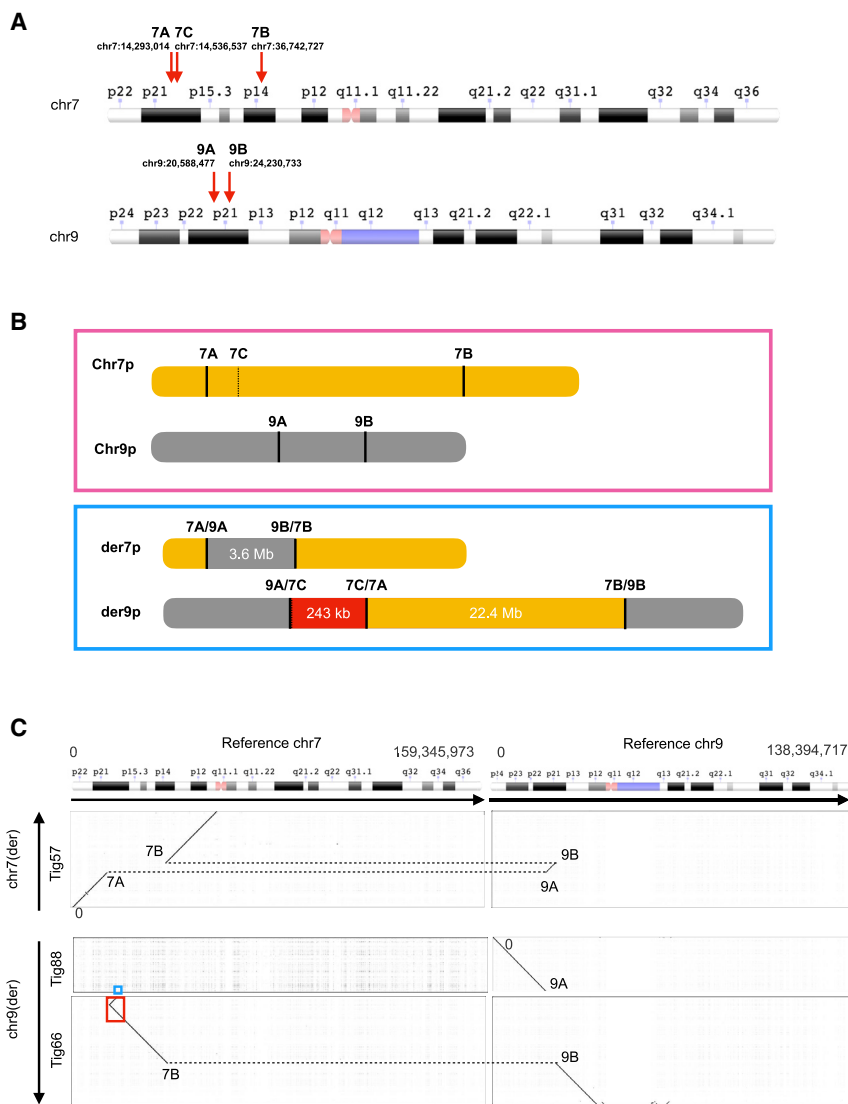 A
7A 7C 7B
chr7:14,293,014 chr7:14,536,537 chr7:36,742,727
p22 p21 p15.3 p14 p12 q11.1 q11.22 q21.2 q22 q31.1 q32 q34 q36
chr7
9A 9B
chr9:20,588,477 chr9:24,230,733
p24 p23 p22 p21 p13 p12 q11 q12 q13 q21.2 q22.1 q31 q32 q34.1
chr9
B
7A 7C 7B
Chr7p
9A 9B
Chr9p
7A/9A 9B/7B
der7p 3.6 Mb
9A/7C 7C/7A 7B/9B
der9p 243 kb 22.4 Mb
C
0 Reference chr7 159,345,973 0 Reference chr9 138,394,717
p22 p21 p15.3 p14 p12 q11.1 q11.22 q21.2 q22 q31.1 q32 q34 q36
p23 p22 p21 p13 p12 q11 q12 q13 q21.2 q22.1 q31 q32 q34.1
chr7(der)
Tig57
7B 9B
7A 9A
0
chr9(der)
Tig88
0
9A
Tig66
7B 9B